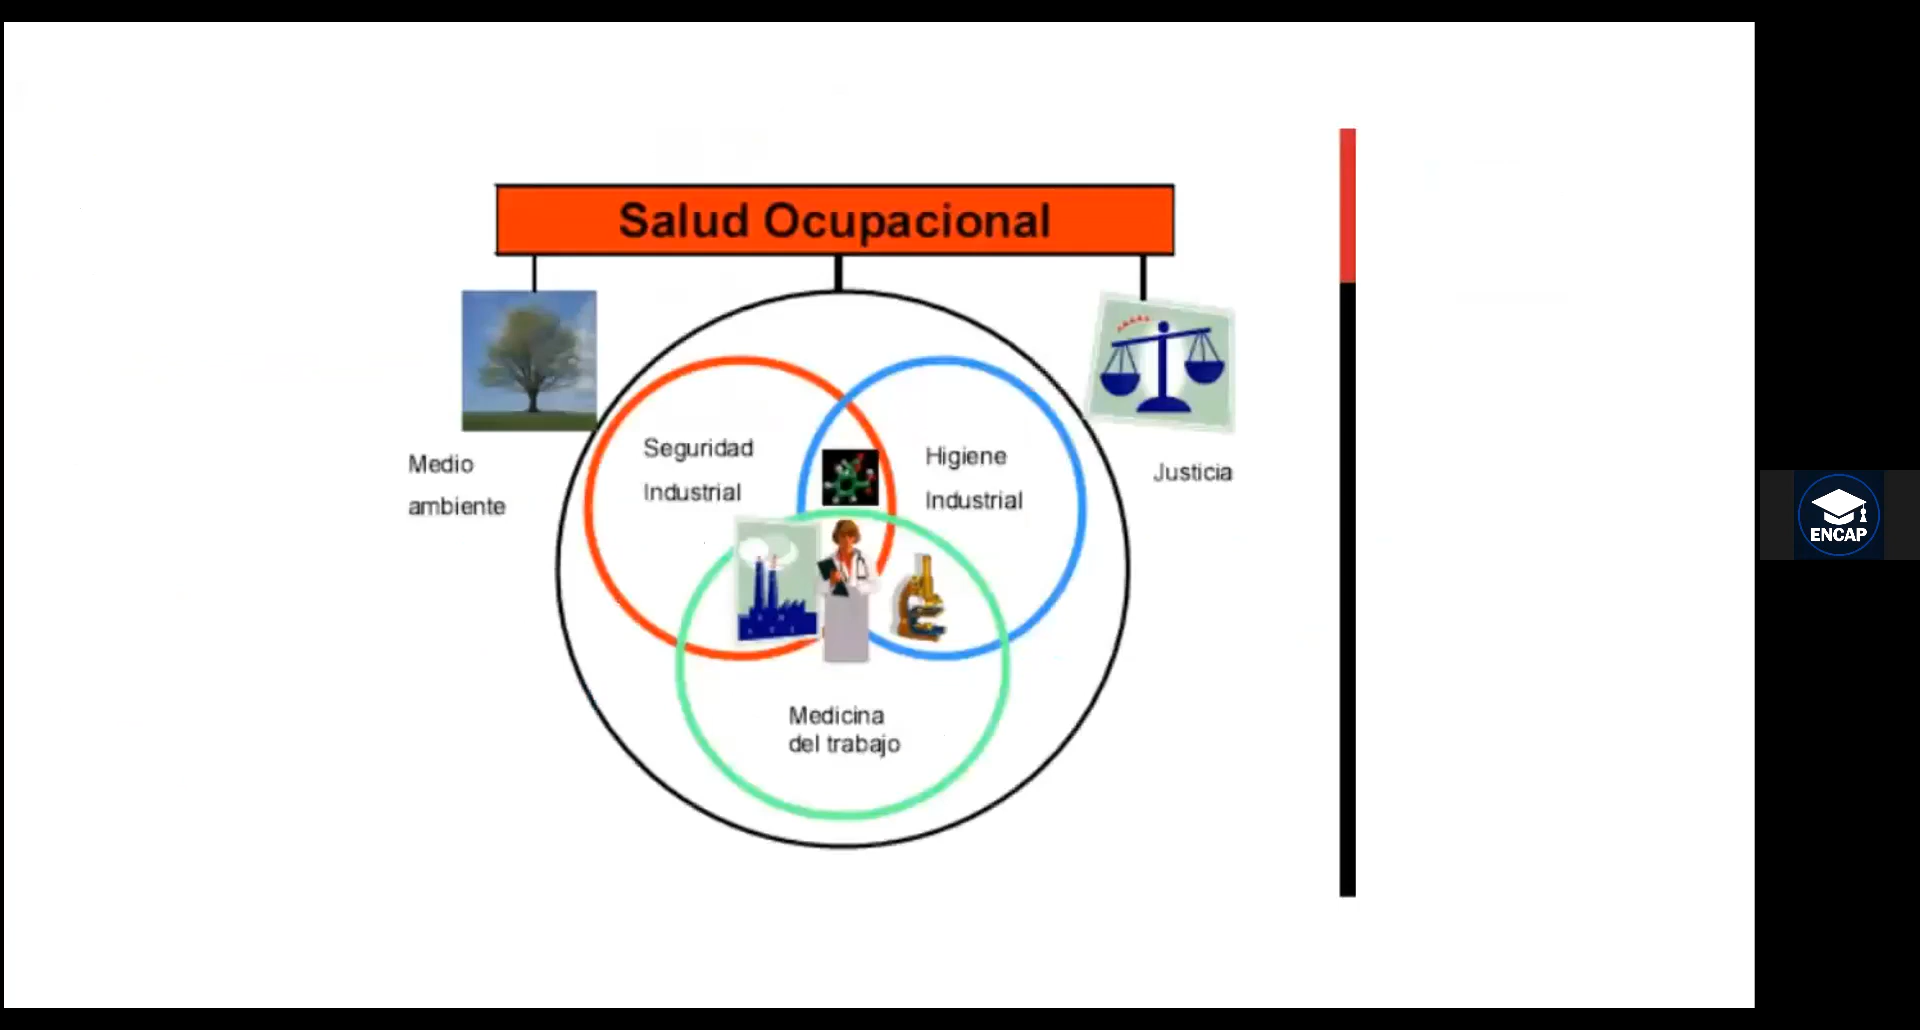 Salud Ocupacional
Medio
ambiente
Seguridad
Industrial
Higiene
Industrial
Justicia
Medicina
del trabajo
ENCAP